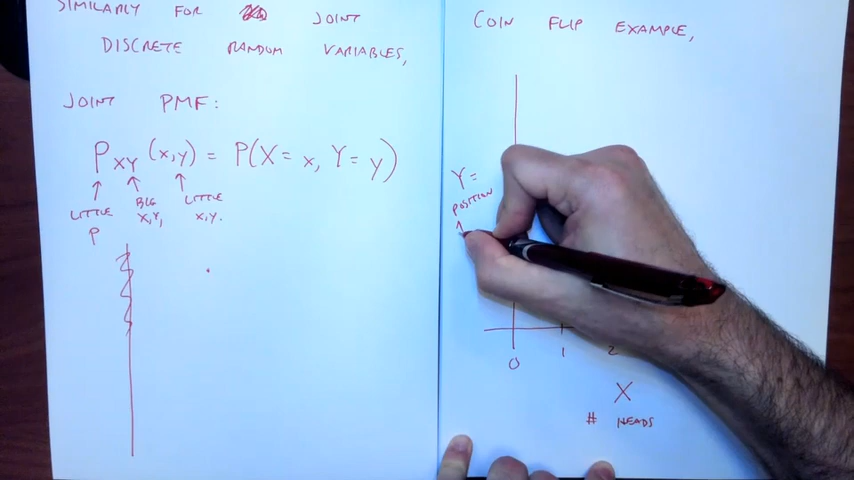 SIMILARLY FOR JOINT
DISCRETE RANDOM VARIABLES,
JOINT PMF:
P_XY (x,y) = P(X = x, Y = y)
↑ ↑ ↑
LITTLE P
BIG X,Y,
LITTLE x,y.
COIN FLIP EXAMPLE,
Y =
POSITION
↑
0 1 2
X
# HEADS